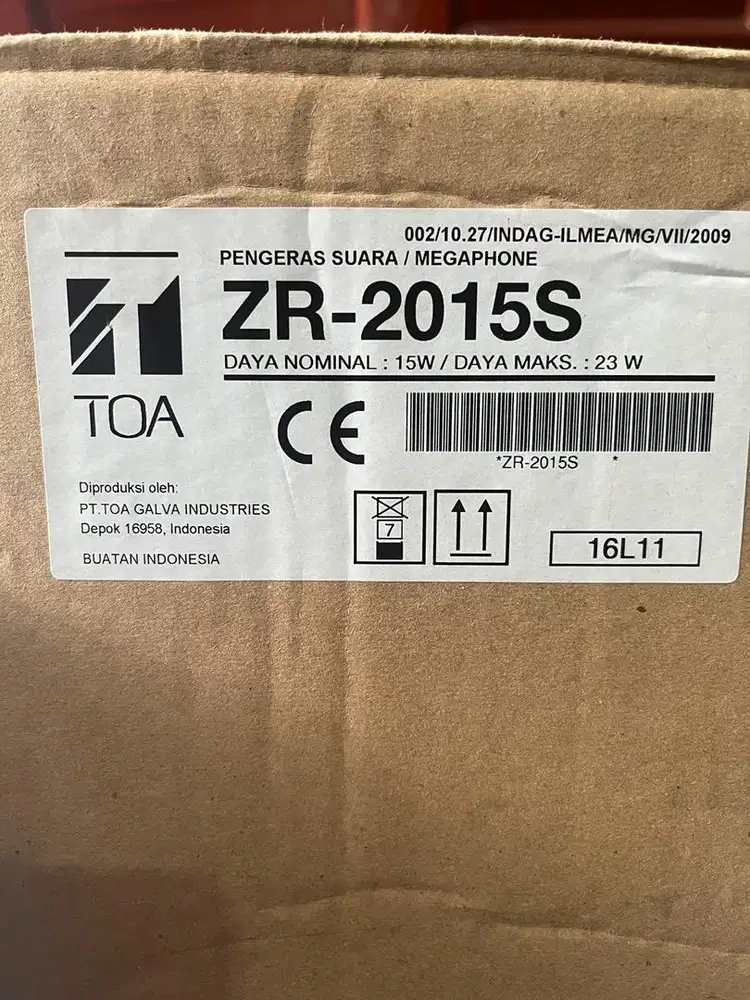 002/10.27/INDAG-ILMEA/MG/VII/2009
PENGERAS SUARA / MEGAPHONE
ZR-2015S
DAYA NOMINAL : 15W / DAYA MAKS. : 23 W
TOA
CE
*ZR-2015S *
Diproduksi oleh:
PT.TOA GALVA INDUSTRIES
Depok 16958, Indonesia
BUATAN INDONESIA
7
16L11